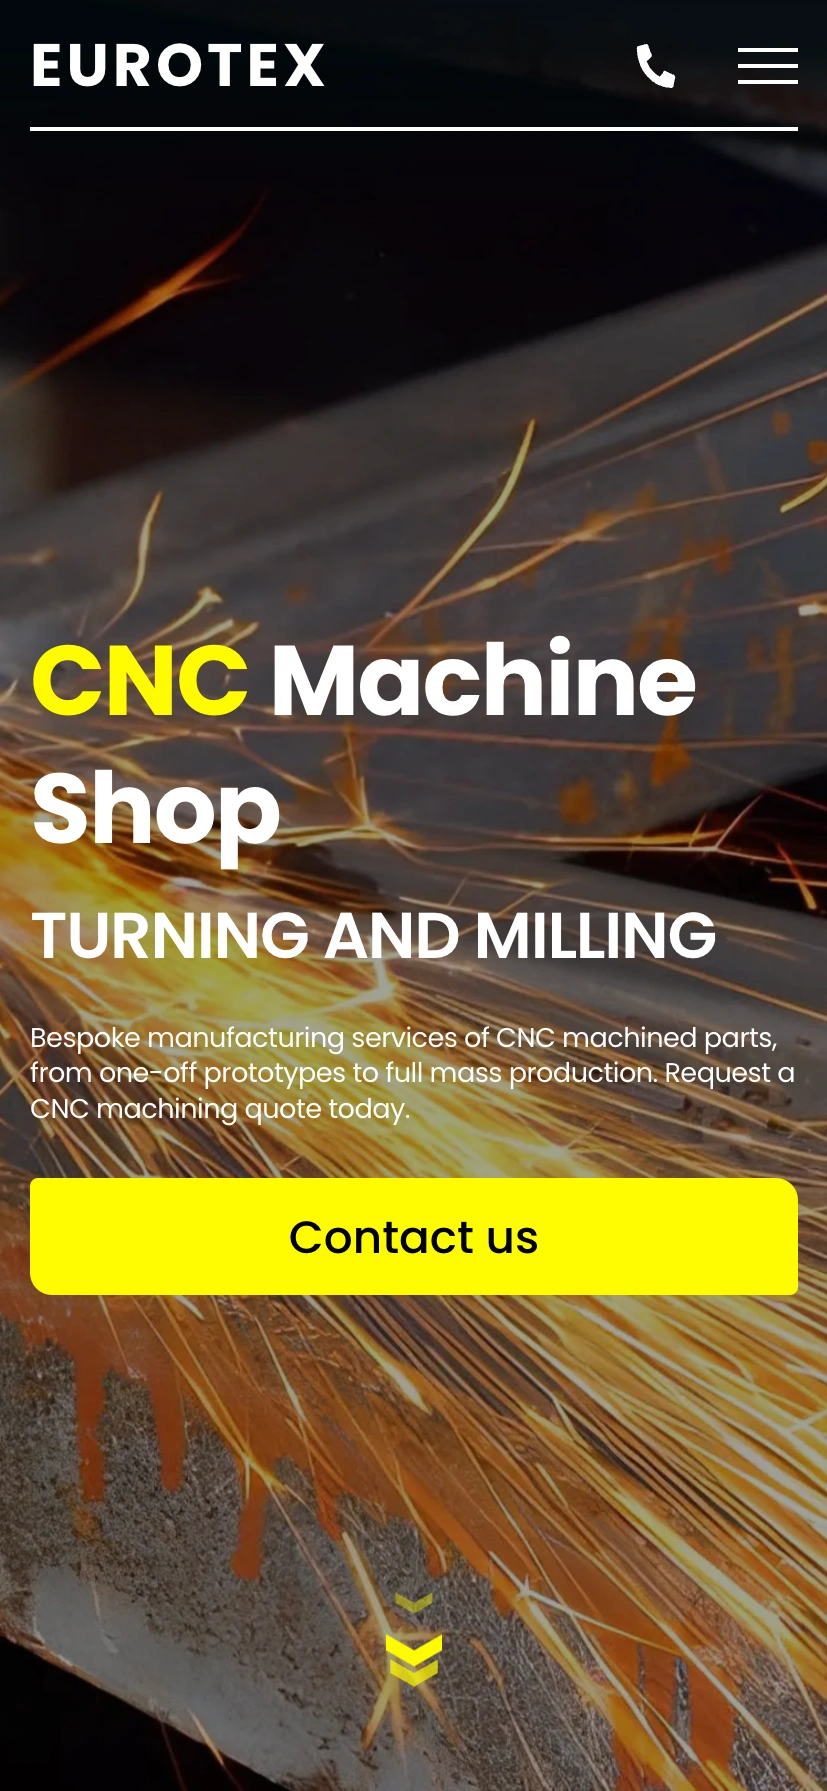 EUROTEX
CNC Machine
Shop
TURNING AND MILLING
Bespoke manufacturing services of CNC machined parts,
from one-off prototypes to full mass production. Request a
CNC machining quote today.
Contact us